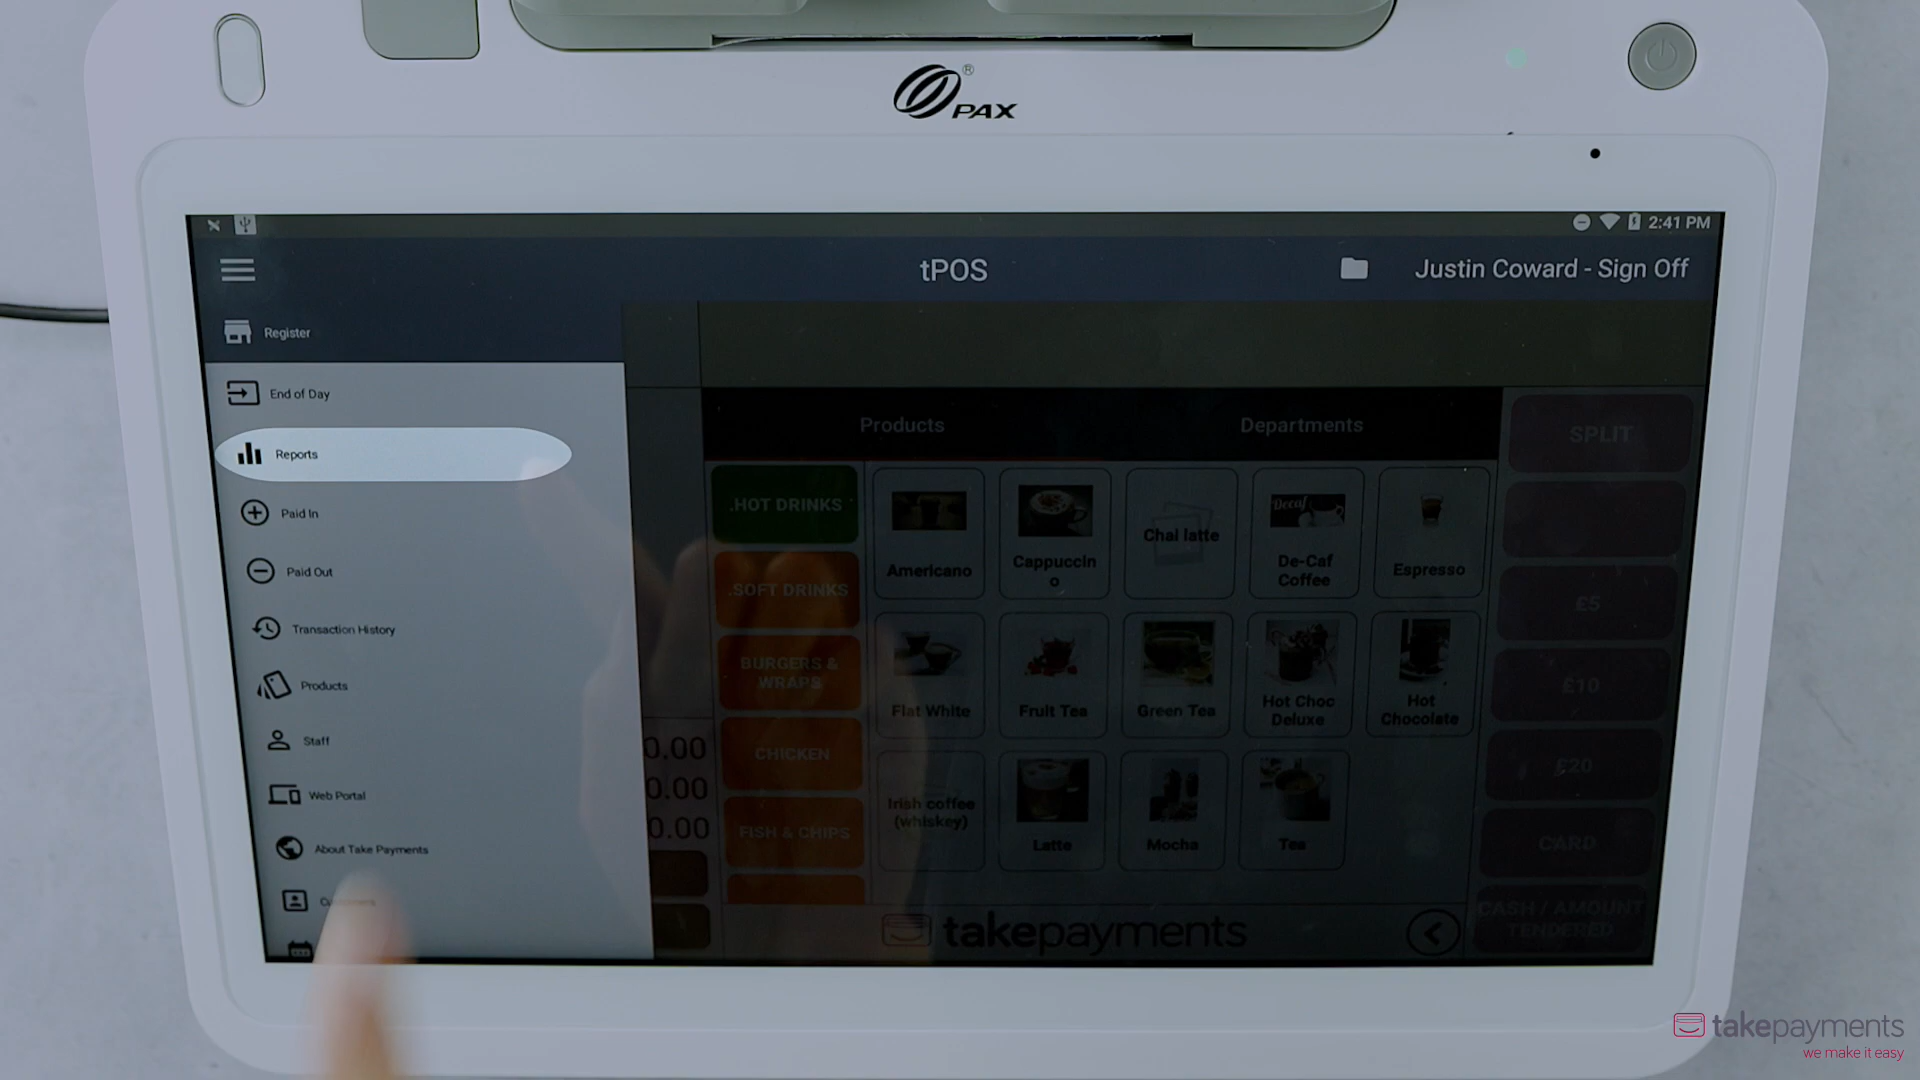 PAX
®
2:41 PM
tPOS
Justin Coward - Sign Off
Register
End of Day
Reports
Paid In
Paid Out
Transaction History
Products
Staff
Web Portal
About Take Payments
Customers
Products
Departments
.HOT DRINKS
.SOFT DRINKS
BURGERS &
WRAPS
CHICKEN
FISH & CHIPS
Americano
Cappuccin
o
Chai latte
Decaf
De-Caf
Coffee
Espresso
Flat White
Fruit Tea
Green Tea
Hot Choc
Deluxe
Hot
Chocolate
Irish coffee
(whiskey)
Latte
Mocha
Tea
0.00
0.00
0.00
SPLIT
£5
£10
£20
CARD
CASH / AMOUNT
TENDERED
takepayments
takepayments
we make it easy